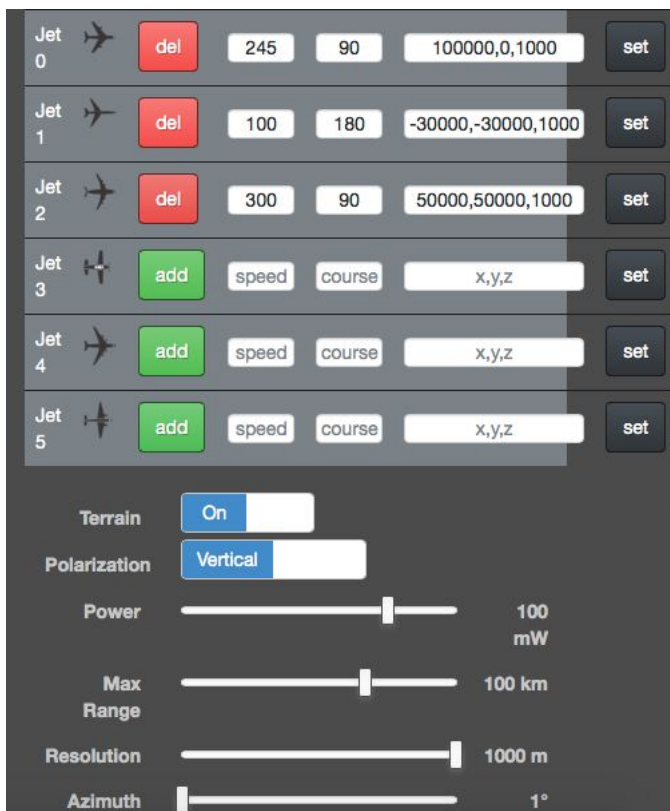 Jet 0 del 245 90 100000,0,1000 set
Jet 1 del 100 180 -30000,-30000,1000 set
Jet 2 del 300 90 50000,50000,1000 set
Jet 3 add speed course x,y,z set
Jet 4 add speed course x,y,z set
Jet 5 add speed course x,y,z set
Terrain On
Polarization Vertical
Power 100 mW
Max Range 100 km
Resolution 1000 m
Azimuth 1°